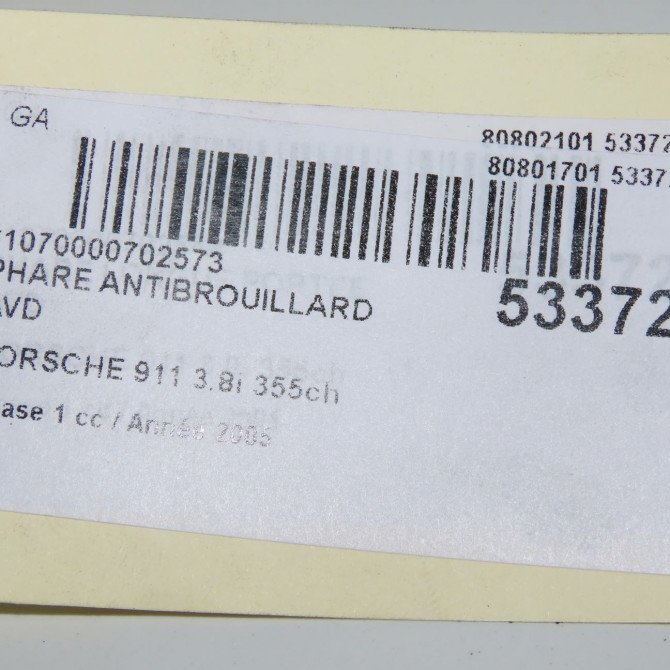 GA
80802101 53372
80801701 5337
1070000702573
PHARE ANTIBROUILLARD
AVD
53372
ORSCHE 911 3.8i 355ch
ase 1 cc / Année 2005